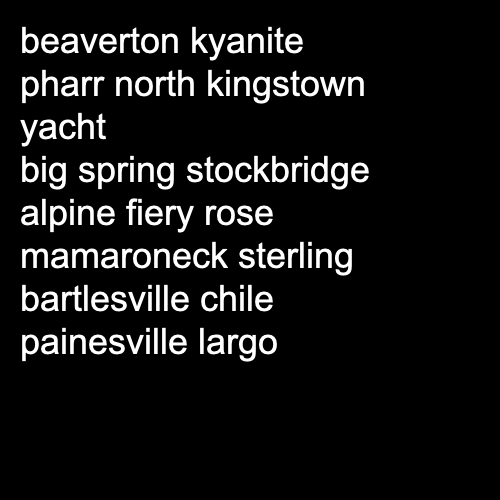 beaverton kyanite
pharr north kingstown
yacht
big spring stockbridge
alpine fiery rose
mamaroneck sterling
bartlesville chile
painesville largo